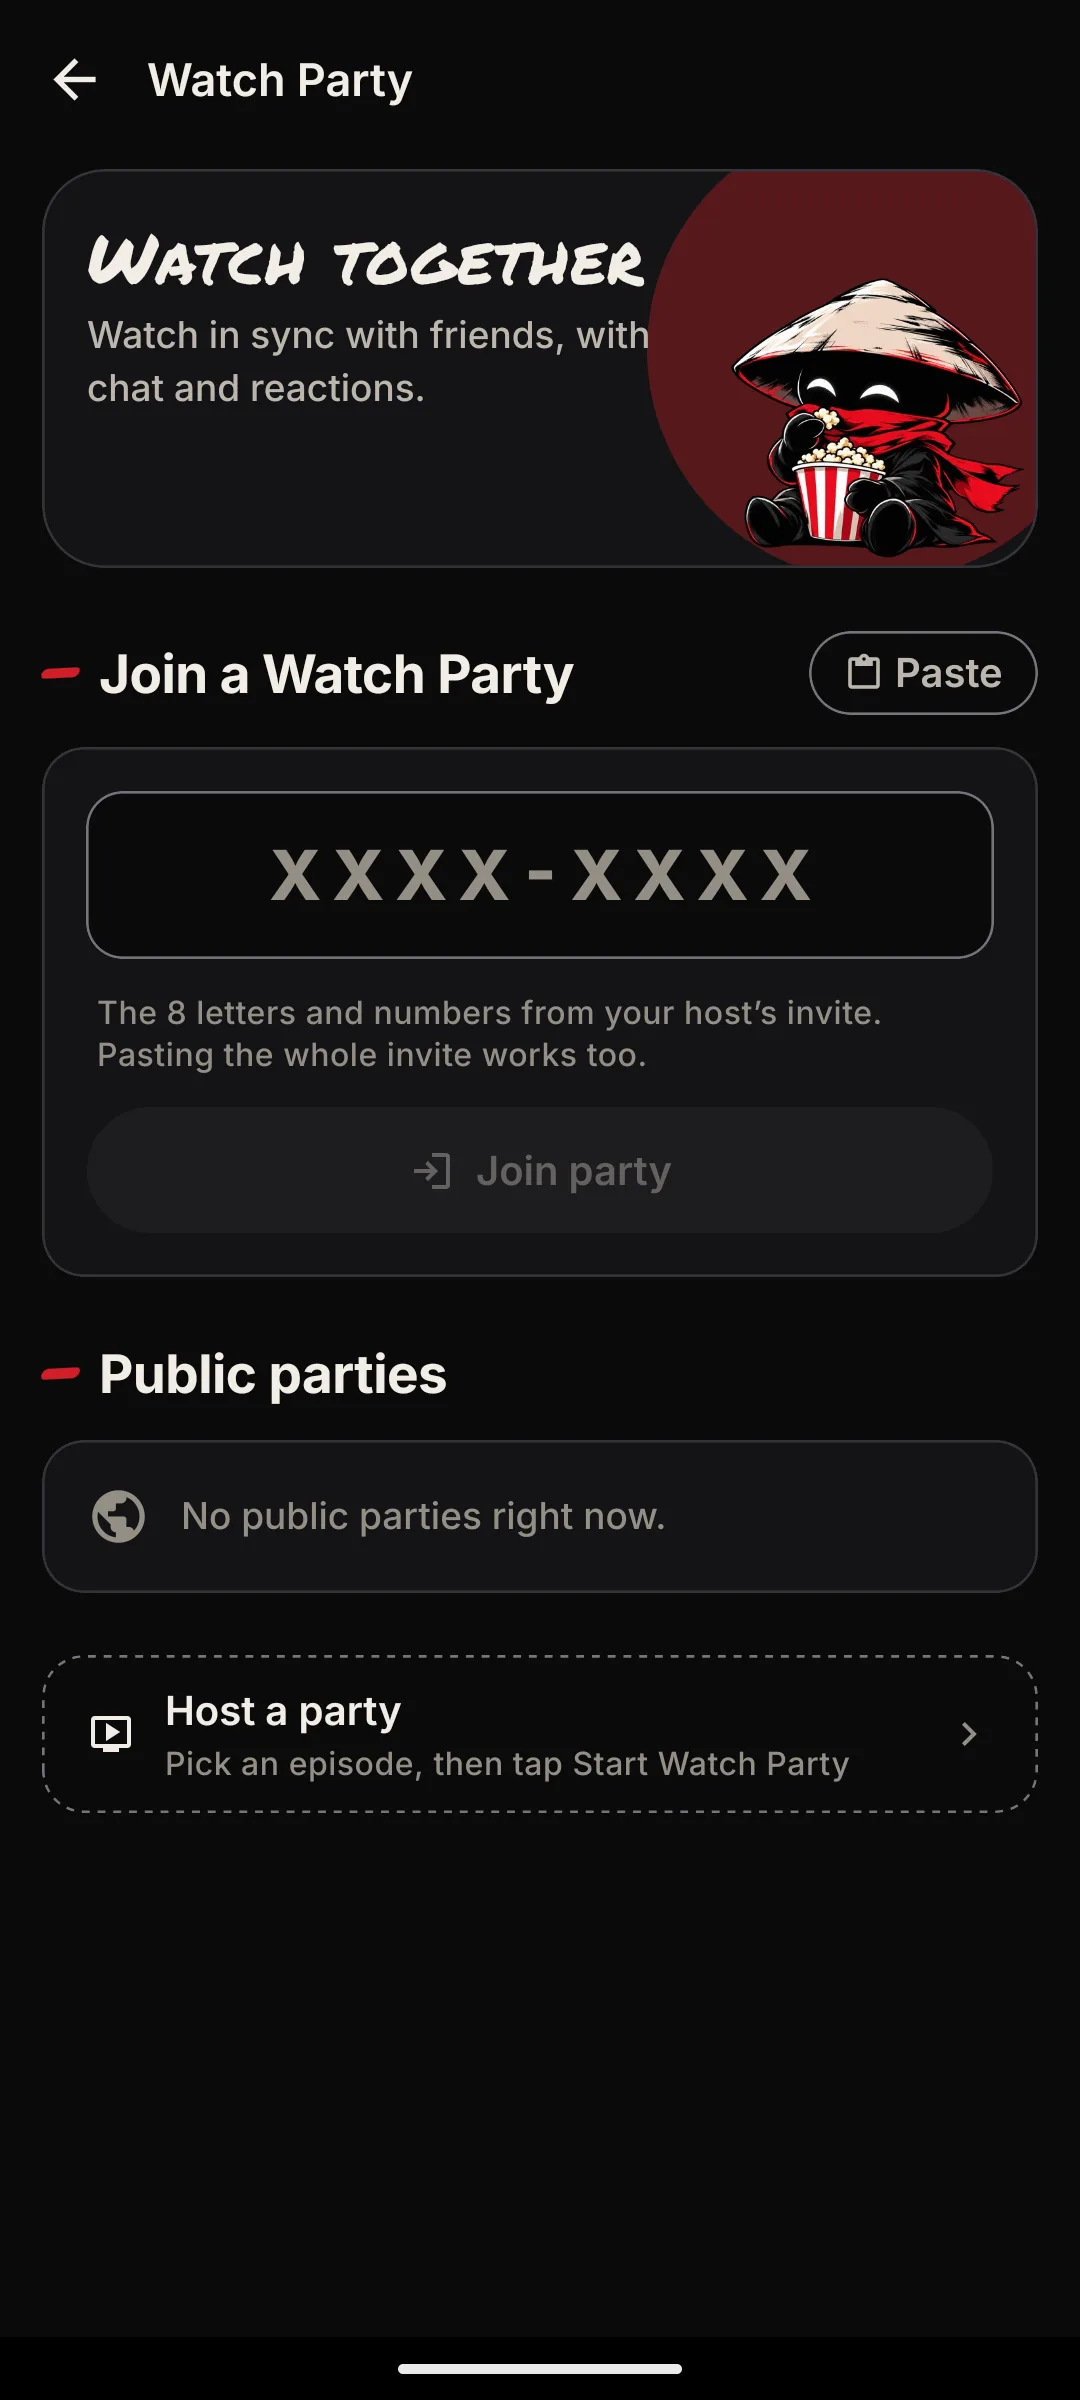 Watch Party
Watch together
Watch in sync with friends, with
chat and reactions.
Join a Watch Party
Paste
XXXX-XXXX
The 8 letters and numbers from your host’s invite.
Pasting the whole invite works too.
Join party
Public parties
No public parties right now.
Host a party
Pick an episode, then tap Start Watch Party